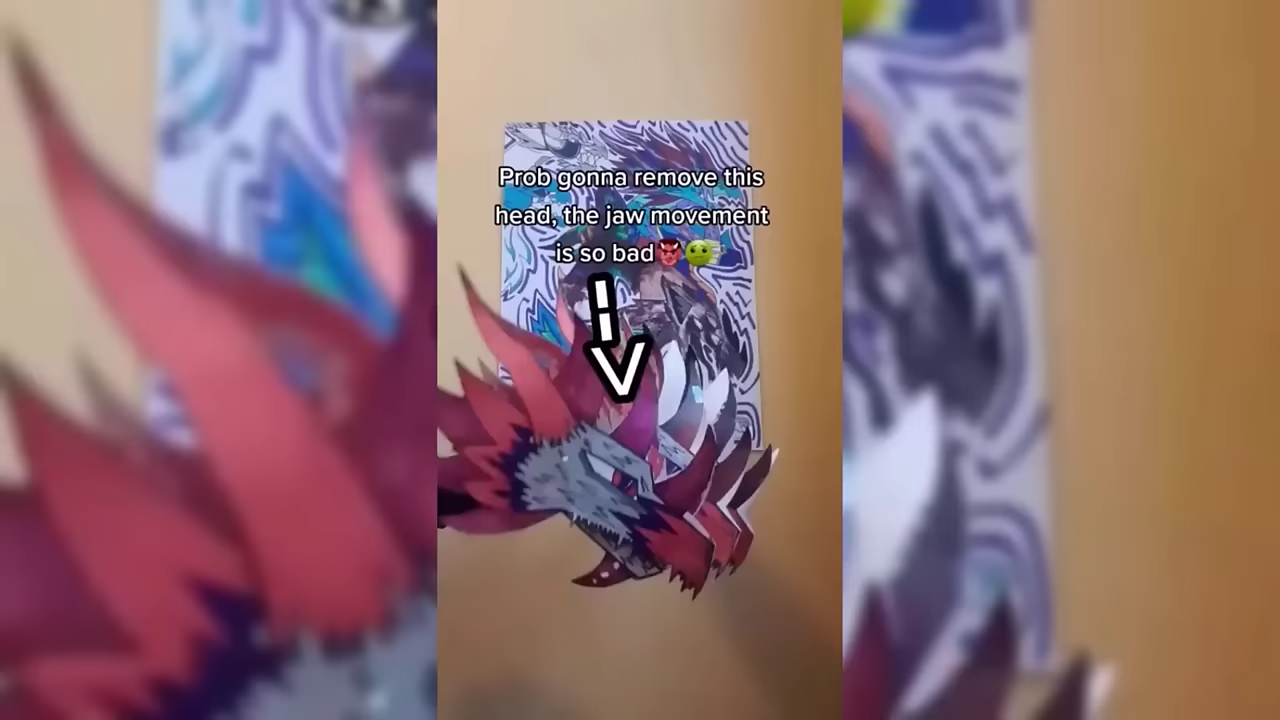 Prob gonna remove this
head, the jaw movement
is so bad👹🤢